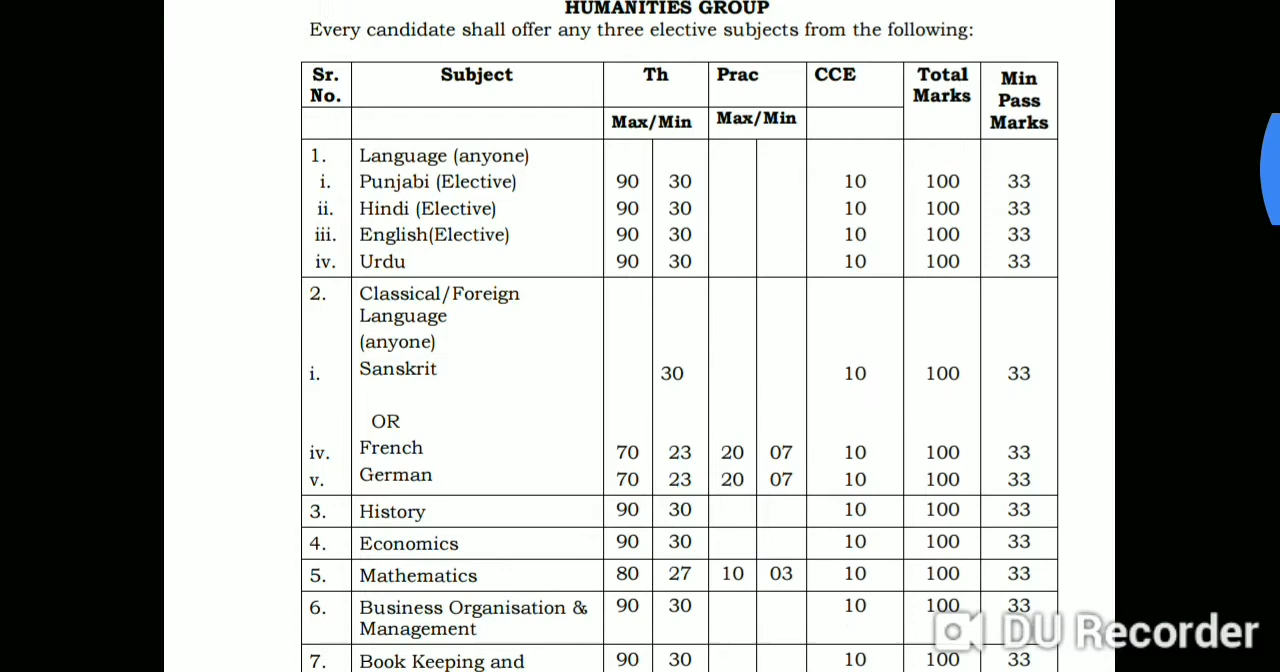 HUMANITIES GROUP
Every candidate shall offer any three elective subjects from the following:
Sr. No. Subject Th Prac CCE Total Marks Min Pass Marks
Max/Min Max/Min
1. Language (anyone)
i. Punjabi (Elective) 90 30 10 100 33
ii. Hindi (Elective) 90 30 10 100 33
iii. English(Elective) 90 30 10 100 33
iv. Urdu 90 30 10 100 33
2. Classical/Foreign
Language
(anyone)
i. Sanskrit 30 10 100 33
OR
iv. French 70 23 20 07 10 100 33
v. German 70 23 20 07 10 100 33
3. History 90 30 10 100 33
4. Economics 90 30 10 100 33
5. Mathematics 80 27 10 03 10 100 33
6. Business Organisation & 90 30 10 100 33
Management
7. Book Keeping and 90 30 10 100 33
DU Recorder